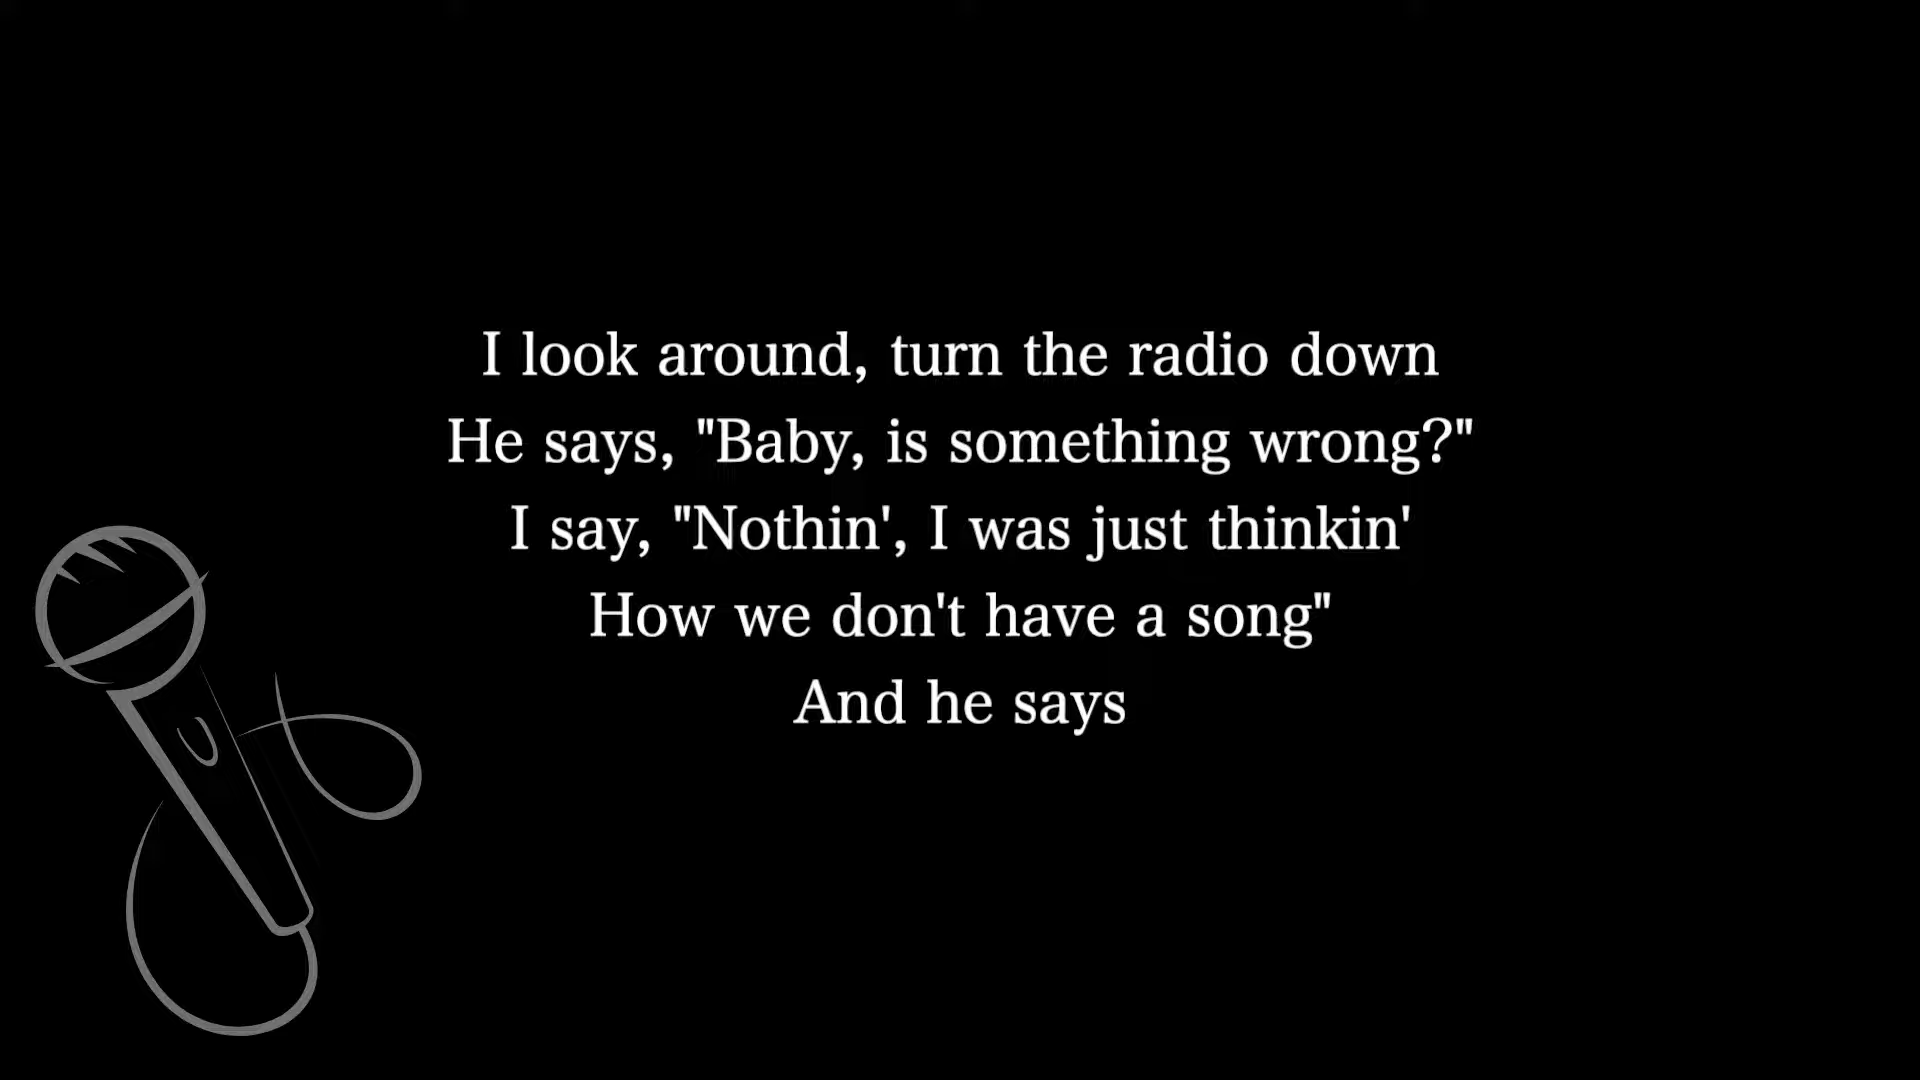 I look around, turn the radio down
He says, "Baby, is something wrong?"
I say, "Nothin', I was just thinkin'
How we don't have a song"
And he says